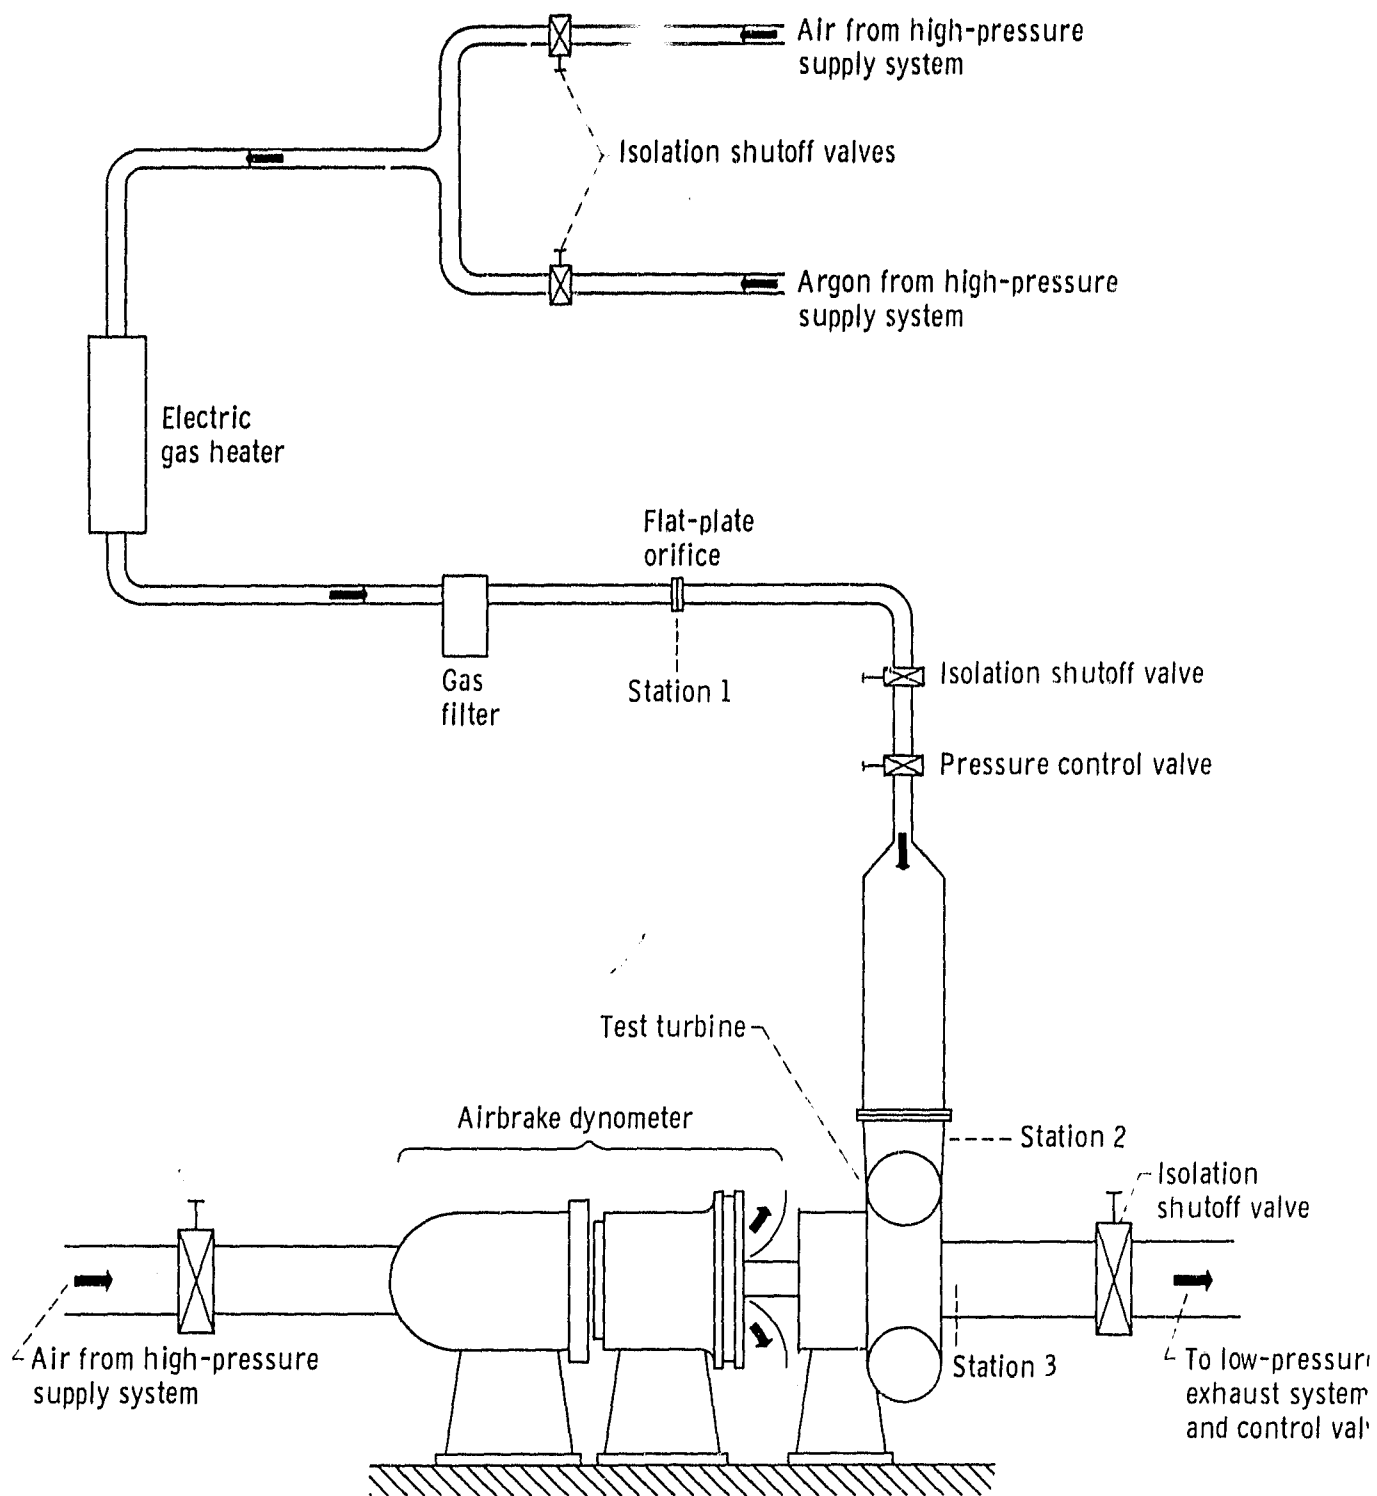 Air from high-pressure
supply system
Isolation shutoff valves
Argon from high-pressure
supply system
Electric
gas heater
Flat-plate
orifice
Gas
filter
Station 1
Isolation shutoff valve
Pressure control valve
Test turbine
Airbrake dynometer
Station 2
Isolation
shutoff valve
Air from high-pressure
supply system
Station 3
To low-pressur
exhaust system
and control val